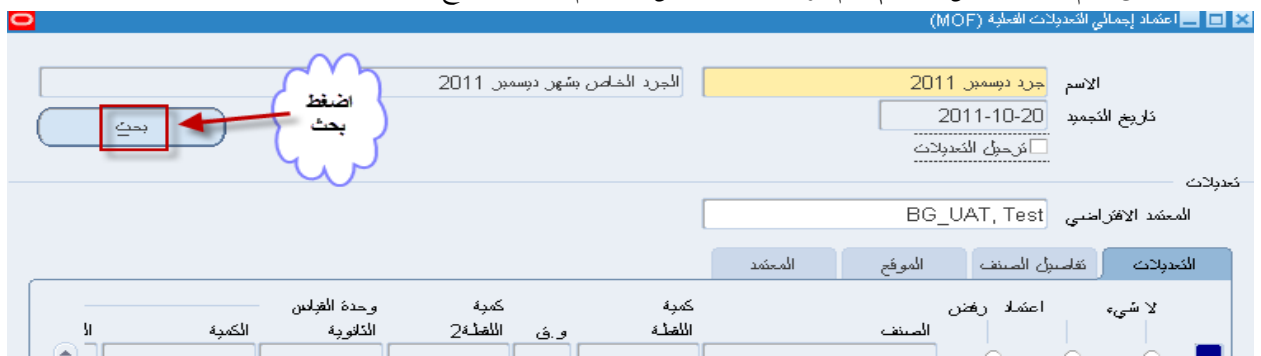 اعتماد إجمالي التعديلات الفعلية (MOF)
الاسم جرد ديسمبر 2011 الجرد الخاص بشهر ديسمبر 2011
تاريخ التجميد 2011-10-20
ترحيل التعديلات
اضغط
بحث
بحث
تعديلات
المعتمد الافتراضي BG_UAT, Test
التعديلات تفاصيل الصنف الموقع المعتمد
لا شيء اعتماد رفض الصنف كمية اللقطة و.ق كمية اللقطة2 وحدة القياس الثانوية الكمية